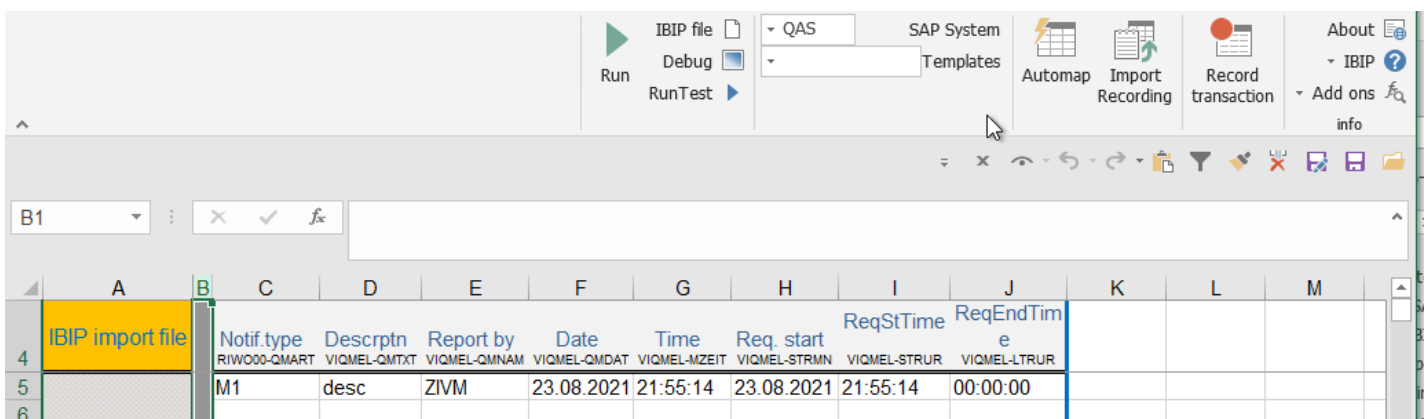 IBIP file
QAS
SAP System
Debug
Templates
Run
RunTest
Automap
Import
Recording
Record
transaction
About
IBIP
Add ons
info
B1
fx
A B C D E F G H I J K L M
4
IBIP import file
Notif.type
RIWO00-QMART
Descrptn
VIQMEL-QMTXT
Report by
VIQMEL-QMNAM
Date
VIQMEL-QMDAT
Time
VIQMEL-MZEIT
Req. start
VIQMEL-STRMN
ReqStTime
VIQMEL-STRUR
ReqEndTim
e
VIQMEL-LTRUR
5 M1 desc ZIVM 23.08.2021 21:55:14 23.08.2021 21:55:14 00:00:00
6